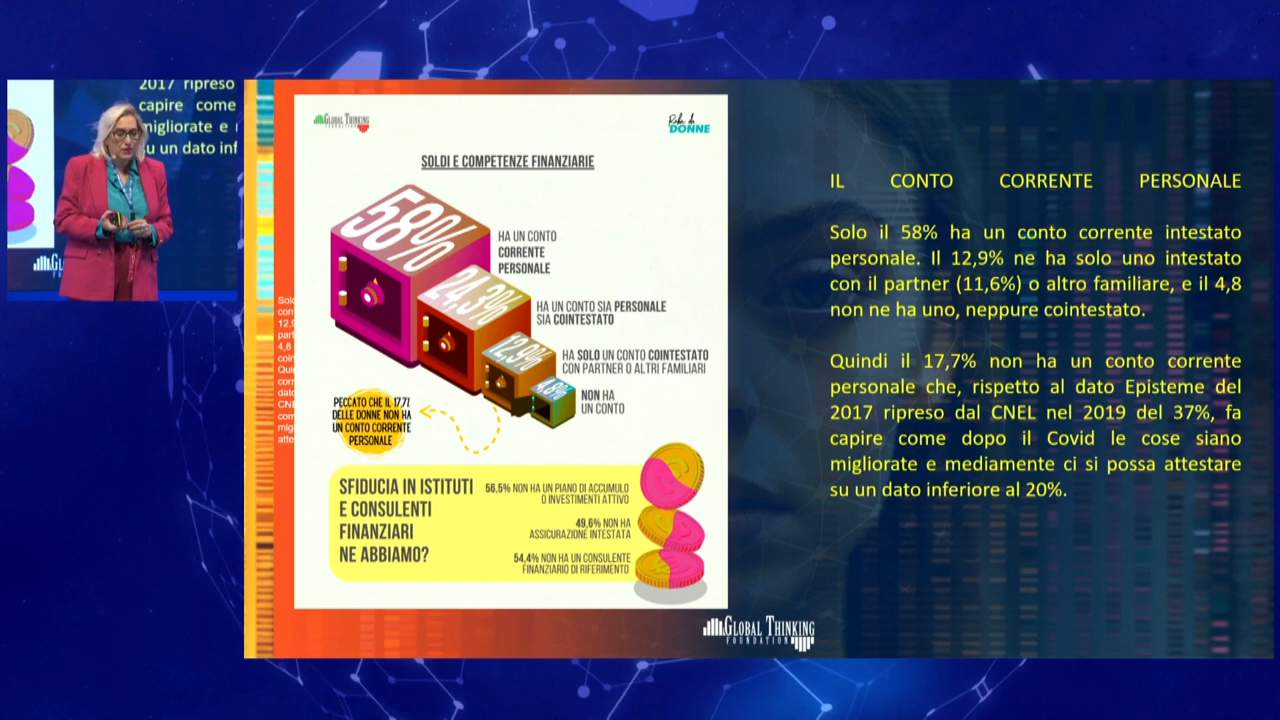 2017 ripreso
capire come
migliorate e
su un dato inf
GLOBAL THINKING
FOUNDATION
Roba da
DONNE
SOLDI E COMPETENZE FINANZIARIE
58%
HA UN CONTO
CORRENTE
PERSONALE
24,3%
HA UN CONTO SIA PERSONALE
SIA COINTESTATO
12,9%
HA SOLO UN CONTO COINTESTATO
CON PARTNER O ALTRI FAMILIARI
4,8%
NON HA
UN CONTO
PECCATO CHE IL 17,7%
DELLE DONNE NON HA
UN CONTO CORRENTE
PERSONALE
SFIDUCIA IN ISTITUTI
E CONSULENTI
FINANZIARI
NE ABBIAMO?
56,5% NON HA UN PIANO DI ACCUMULO
O INVESTIMENTI ATTIVO
49,6% NON HA
ASSICURAZIONE INTESTATA
54,4% NON HA UN CONSULENTE
FINANZIARIO DI RIFERIMENTO
IL CONTO CORRENTE PERSONALE
Solo il 58% ha un conto corrente intestato
personale. Il 12,9% ne ha solo uno intestato
con il partner (11,6%) o altro familiare, e il 4,8
non ne ha uno, neppure cointestato.
Quindi il 17,7% non ha un conto corrente
personale che, rispetto al dato Episteme del
2017 ripreso dal CNEL nel 2019 del 37%, fa
capire come dopo il Covid le cose siano
migliorate e mediamente ci si possa attestare
su un dato inferiore al 20%.
GLOBAL THINKING
FOUNDATION